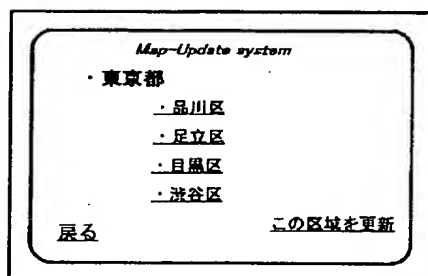 Map-Update system
・東京都
・品川区
・足立区
・目黒区
・渋谷区
戻る
この区域を更新